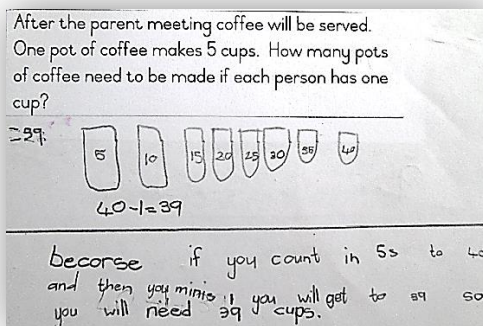 After the parent meeting coffee will be served.
One pot of coffee makes 5 cups. How many pots
of coffee need to be made if each person has one
cup?
=39.
5 10 15 20 25 30 35 40
40-1=39
becorse if you count in 5s to 40
and then you minis 1 you will get to 39 so
you will need 39 cups.